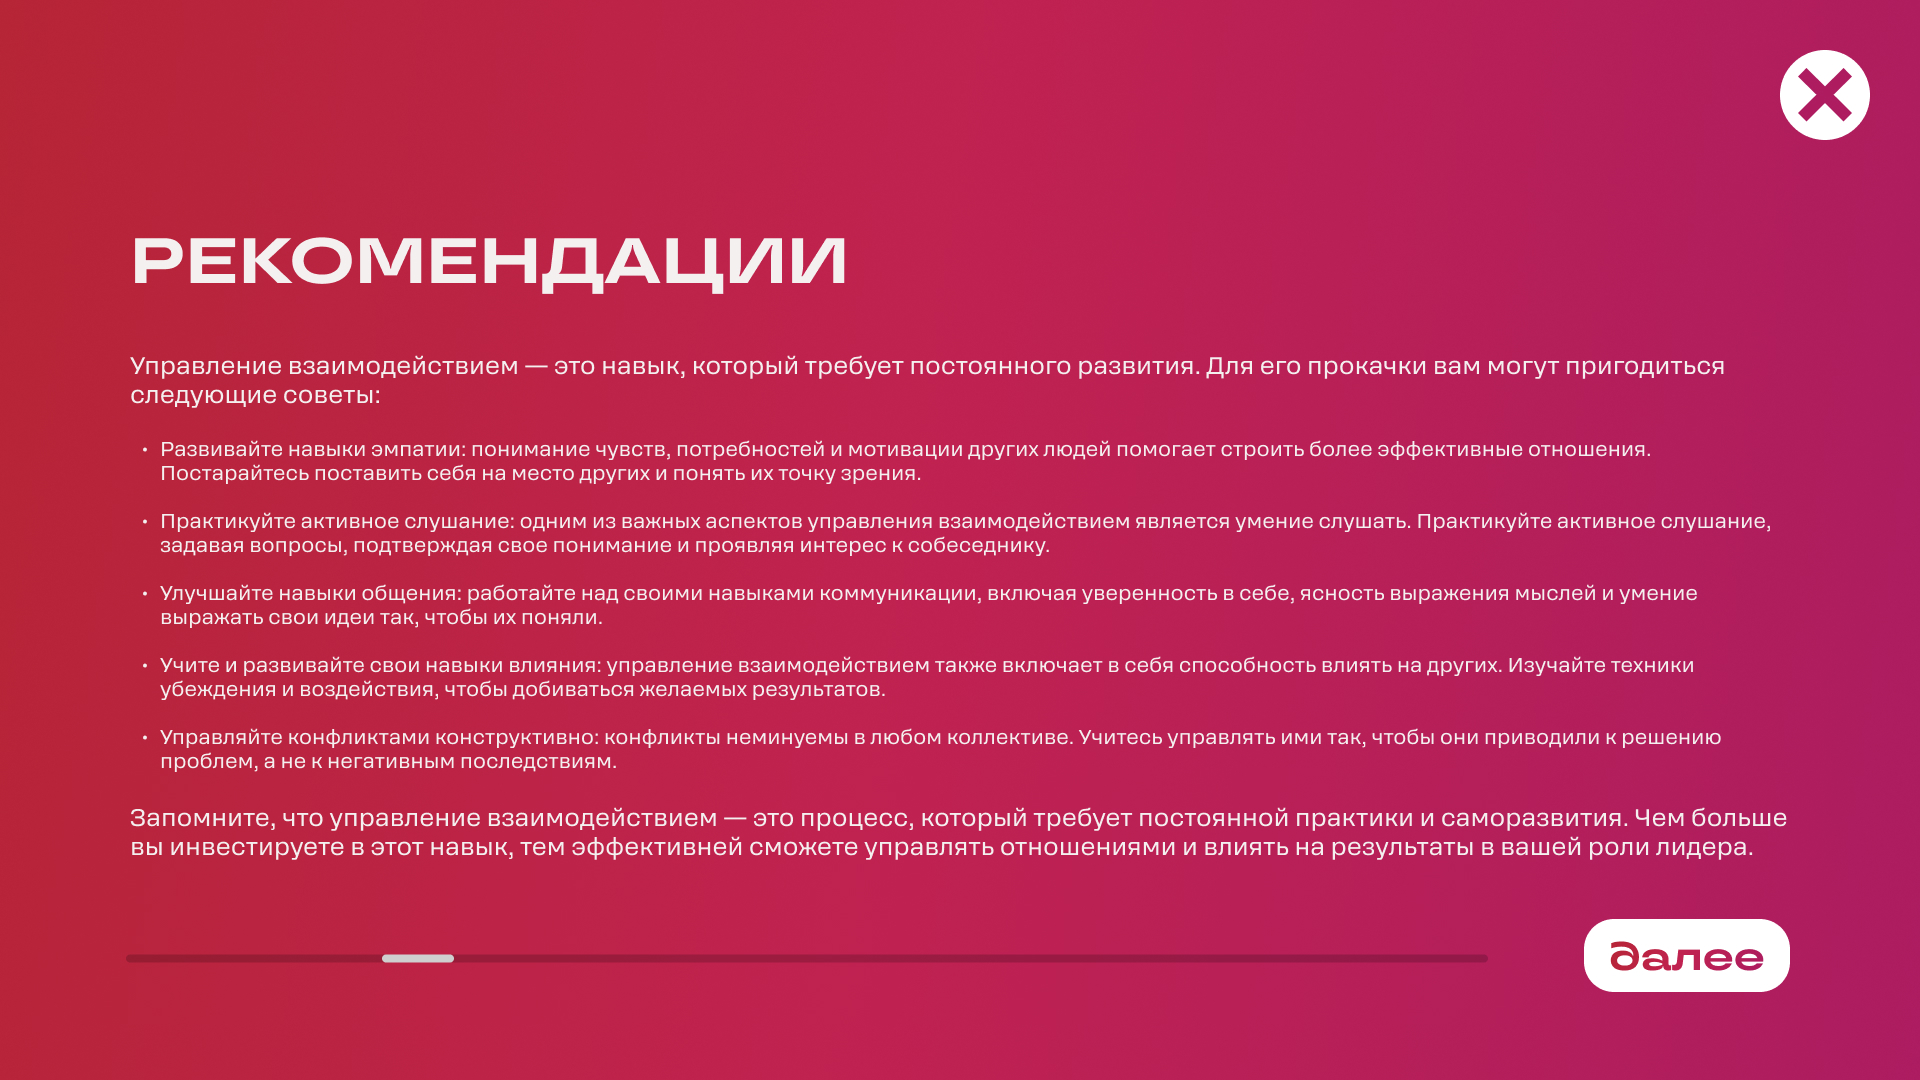 РЕКОМЕНДАЦИИ
Управление взаимодействием — это навык, который требует постоянного развития. Для его прокачки вам могут пригодиться
следующие советы:
• Развивайте навыки эмпатии: понимание чувств, потребностей и мотивации других людей помогает строить более эффективные отношения.
Постарайтесь поставить себя на место других и понять их точку зрения.
• Практикуйте активное слушание: одним из важных аспектов управления взаимодействием является умение слушать. Практикуйте активное слушание,
задавая вопросы, подтверждая свое понимание и проявляя интерес к собеседнику.
• Улучшайте навыки общения: работайте над своими навыками коммуникации, включая уверенность в себе, ясность выражения мыслей и умение
выражать свои идеи так, чтобы их поняли.
• Учите и развивайте свои навыки влияния: управление взаимодействием также включает в себя способность влиять на других. Изучайте техники
убеждения и воздействия, чтобы добиваться желаемых результатов.
• Управляйте конфликтами конструктивно: конфликты неминуемы в любом коллективе. Учитесь управлять ими так, чтобы они приводили к решению
проблем, а не к негативным последствиям.
Запомните, что управление взаимодействием — это процесс, который требует постоянной практики и саморазвития. Чем больше
вы инвестируете в этот навык, тем эффективней сможете управлять отношениями и влиять на результаты в вашей роли лидера.
далее